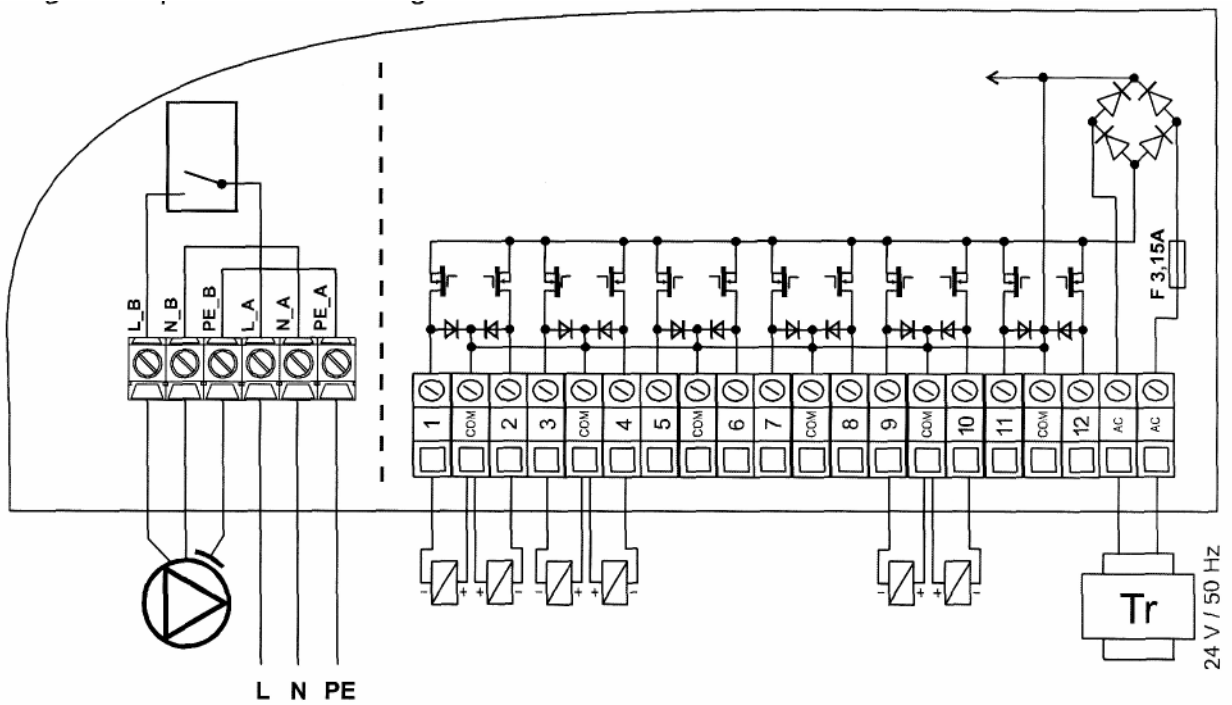 F 3,15A
L_B
N_B
PE_B
L_A
N_A
PE_A
1
COM
2
3
COM
4
5
COM
6
7
COM
8
9
COM
10
11
COM
12
AC
AC
- + + -
- + + -
- + + -
Tr
24 V / 50 Hz
L N PE